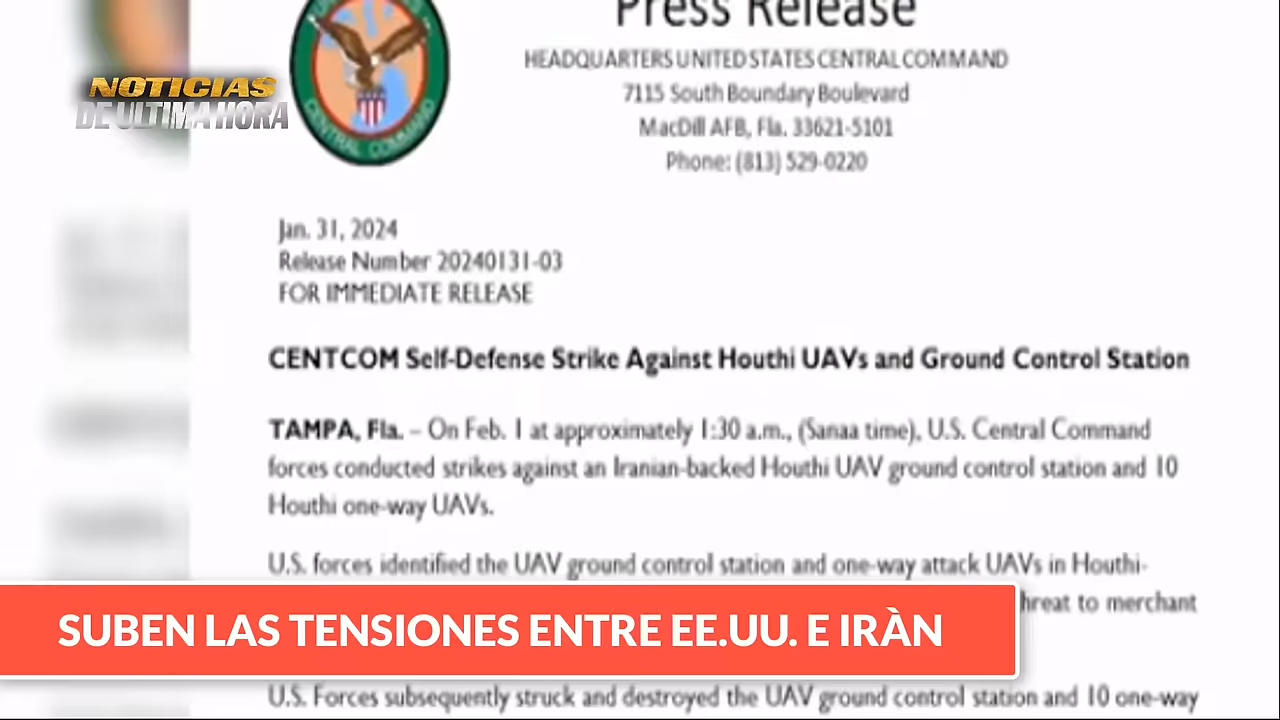 Press Release
HEADQUARTERS UNITED STATES CENTRAL COMMAND
7115 South Boundary Boulevard
MacDill AFB, Fla. 33621-5101
Phone: (813) 529-0220
NOTICIAS
DE ULTIMA HORA
CENTRAL COMMAND
Jan. 31, 2024
Release Number 20240131-03
FOR IMMEDIATE RELEASE
CENTCOM Self-Defense Strike Against Houthi UAVs and Ground Control Station
TAMPA, Fla. – On Feb. 1 at approximately 1:30 a.m., (Sanaa time), U.S. Central Command
forces conducted strikes against an Iranian-backed Houthi UAV ground control station and 10
Houthi one-way UAVs.
U.S. forces identified the UAV ground control station and one-way attack UAVs in Houthi-
to merchant
SUBEN LAS TENSIONES ENTRE EE.UU. E IRÀN
U.S. Forces subsequently struck and destroyed the UAV ground control station and 10 one-way